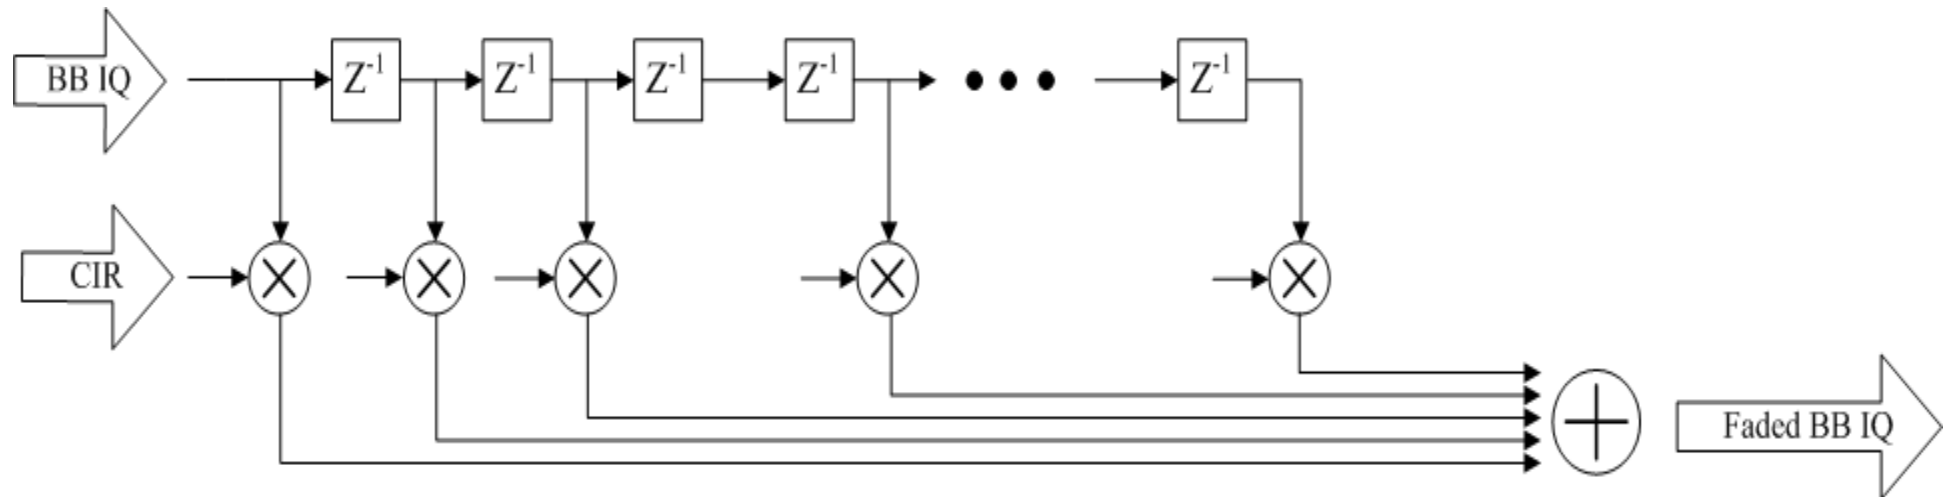 BB IQ
Z⁻¹
Z⁻¹
Z⁻¹
Z⁻¹
Z⁻¹
CIR
Faded BB IQ